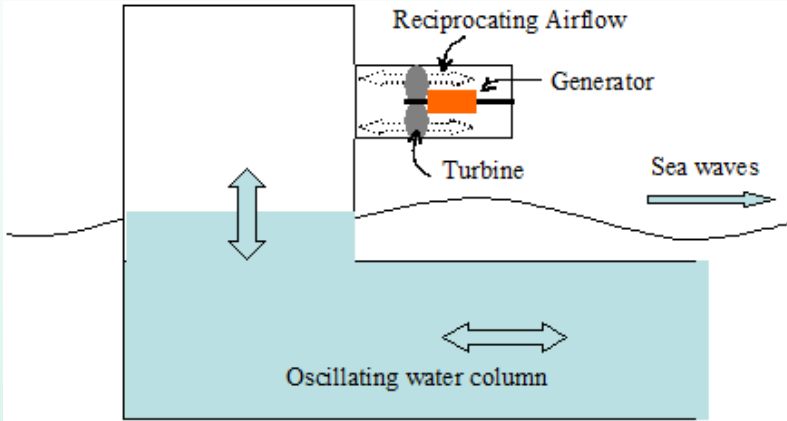 Reciprocating Airflow
Generator
Turbine
Sea waves
Oscillating water column